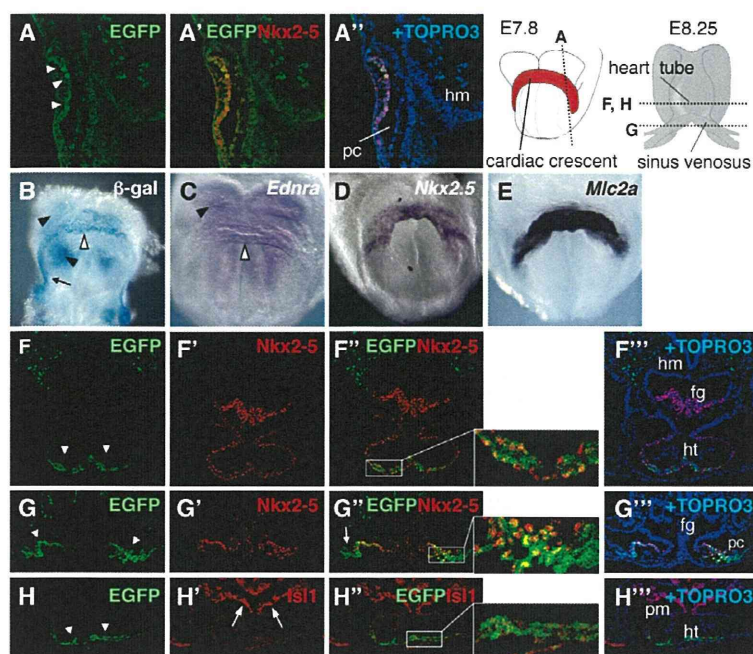 A EGFP
A' EGFP Nkx2-5
A'' +TOPRO3
hm
pc
E7.8
A
cardiac crescent
E8.25
heart tube
F, H
G
sinus venosus
B β-gal
C Ednra
D Nkx2.5
E Mlc2a
F EGFP
F' Nkx2-5
F'' EGFP Nkx2-5
F''' +TOPRO3
hm
fg
ht
G EGFP
G' Nkx2-5
G'' EGFP Nkx2-5
G''' +TOPRO3
fg
pc
H EGFP
H' Isl1
H'' EGFP Isl1
H''' +TOPRO3
pm
ht